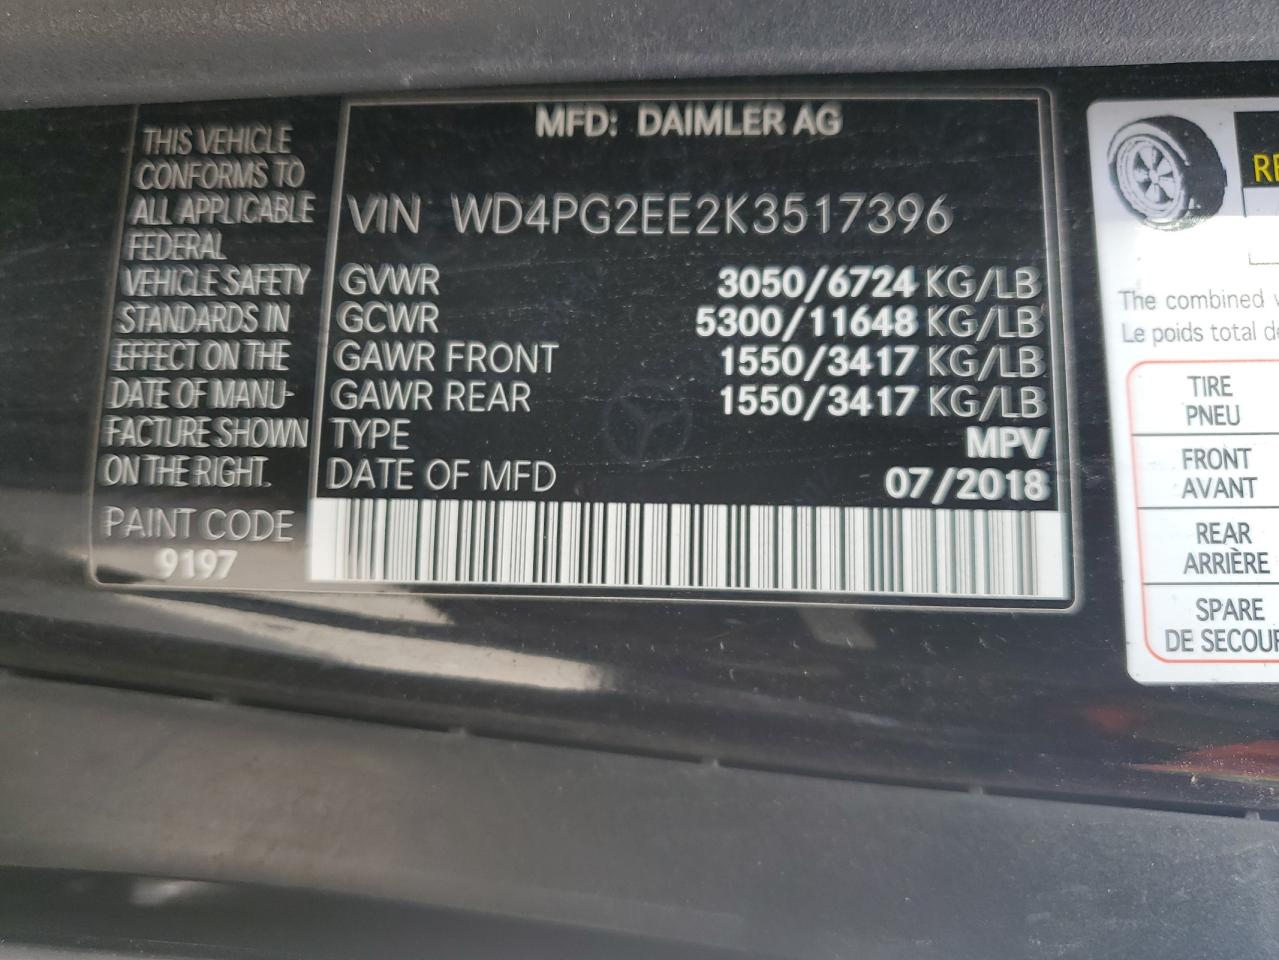 MFD: DAIMLER AG
THIS VEHICLE
CONFORMS TO
ALL APPLICABLE
FEDERAL
VEHICLE SAFETY
STANDARDS IN
EFFECT ON THE
DATE OF MANU-
FACTURE SHOWN
ON THE RIGHT.
PAINT CODE
9197
VIN WD4PG2EE2K3517396
GVWR 3050/6724 KG/LB
GCWR 5300/11648 KG/LB
GAWR FRONT 1550/3417 KG/LB
GAWR REAR 1550/3417 KG/LB
TYPE MPV
DATE OF MFD 07/2018
The combined
Le poids total
TIRE
PNEU
FRONT
AVANT
REAR
ARRIÈRE
SPARE
DE